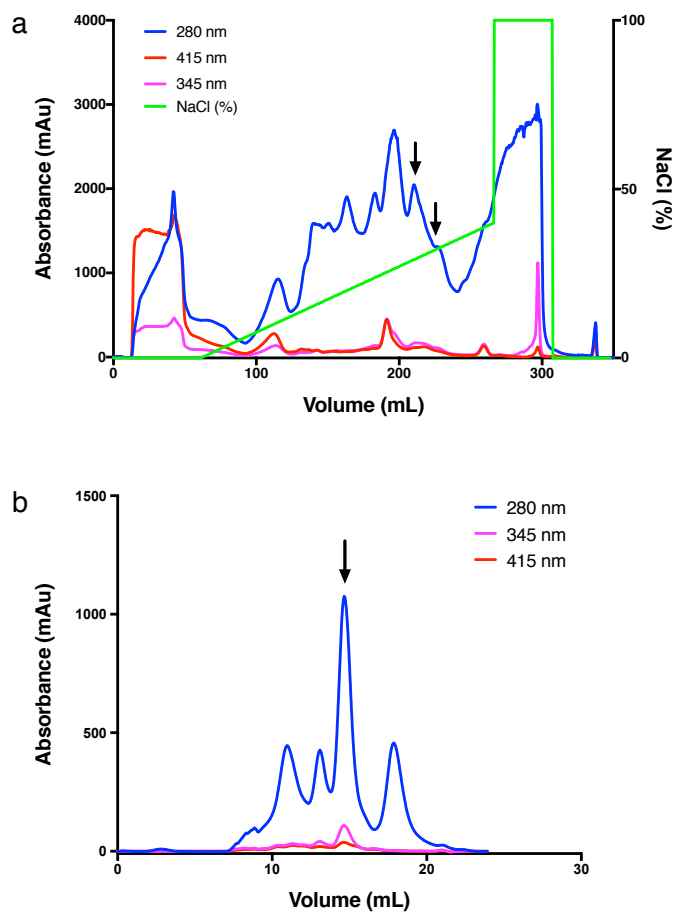 a
280 nm
415 nm
345 nm
NaCl (%)
4000
3000
2000
1000
0
100
50
0
0
100
200
300
Absorbance (mAu)
NaCl (%)
Volume (mL)
b
280 nm
345 nm
415 nm
1500
1000
500
0
0
10
20
30
Absorbance (mAu)
Volume (mL)